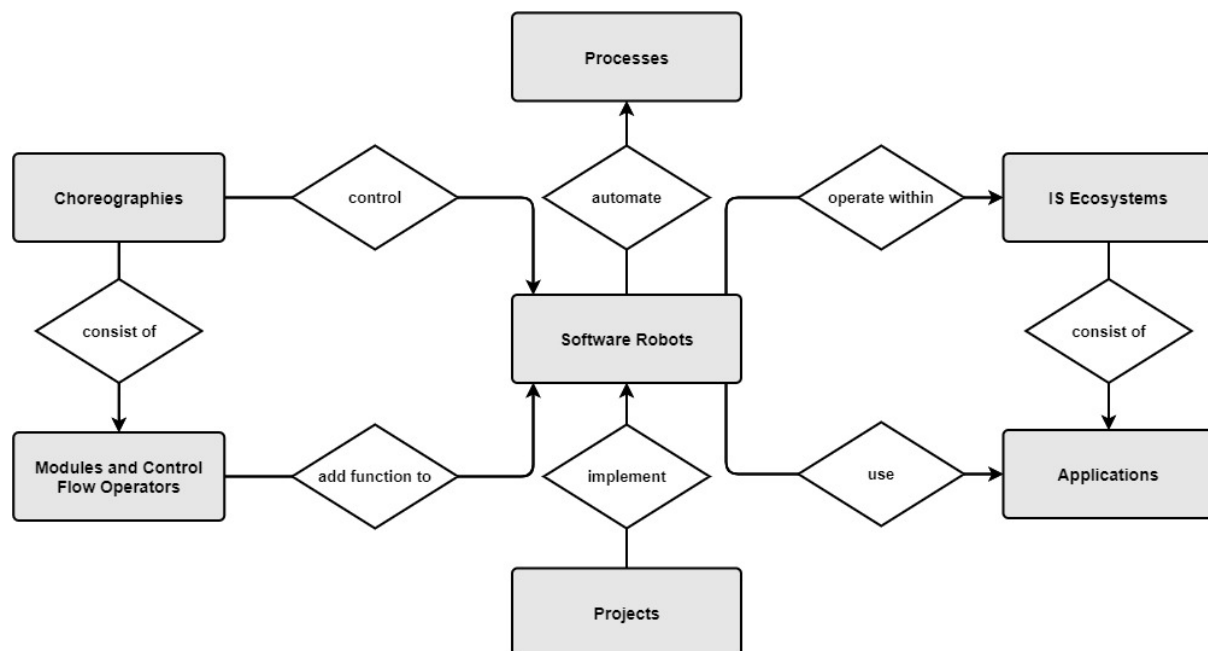 Processes
Choreographies
control
automate
operate within
IS Ecosystems
consist of
Software Robots
consist of
Modules and Control
Flow Operators
add function to
implement
use
Applications
Projects